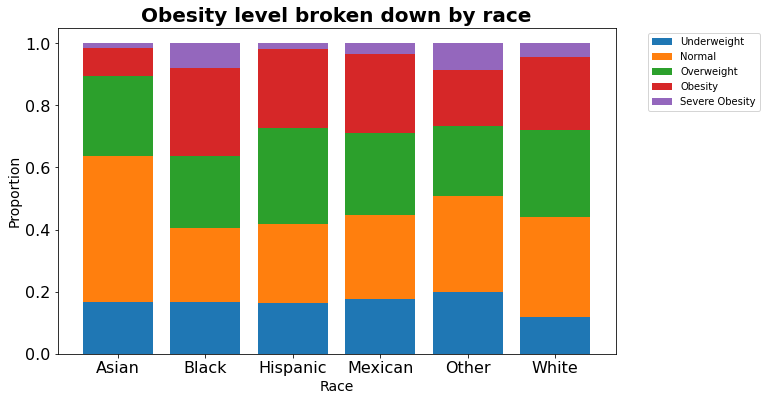 Obesity level broken down by race
Underweight
Normal
Overweight
Obesity
Severe Obesity
Proportion
1.0
0.8
0.6
0.4
0.2
0.0
Asian Black Hispanic Mexican Other White
Race